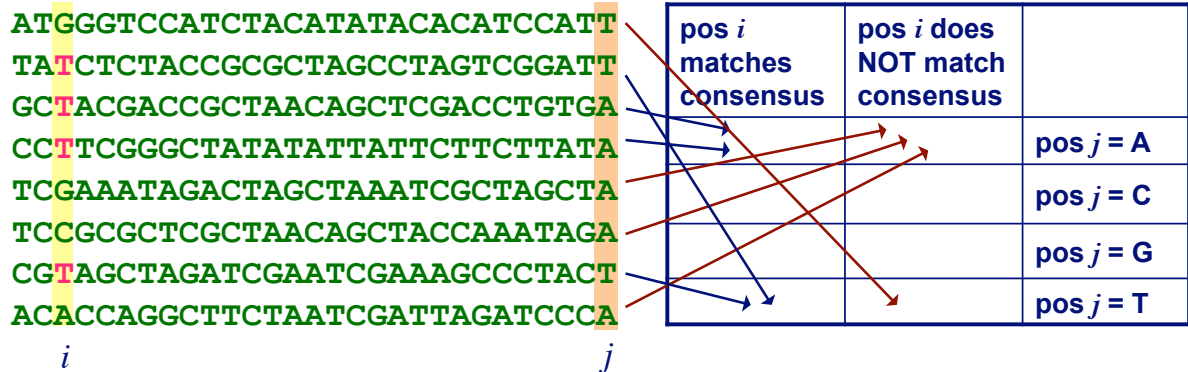 ATGGGTCCATCTACATATACACATCCATT
TATCTCTACCGCGCTAGCCTAGTCGGATT
GCTACGACCGCTAACAGCTCGACCTGTGA
CCTTCGGGCTATATATTATTCTTCTTATA
TCGAAATAGACTAGCTAAATCGCTAGCTA
TCCGCGCTCGCTAACAGCTACCAAATAGA
CGTAGCTAGATCGAATCGAAAGCCCTACT
ACACCAGGCTTCTAATCGATTAGATCCCA
i
j
pos i
matches
consensus
pos i does
NOT match
consensus
pos j = A
pos j = C
pos j = G
pos j = T